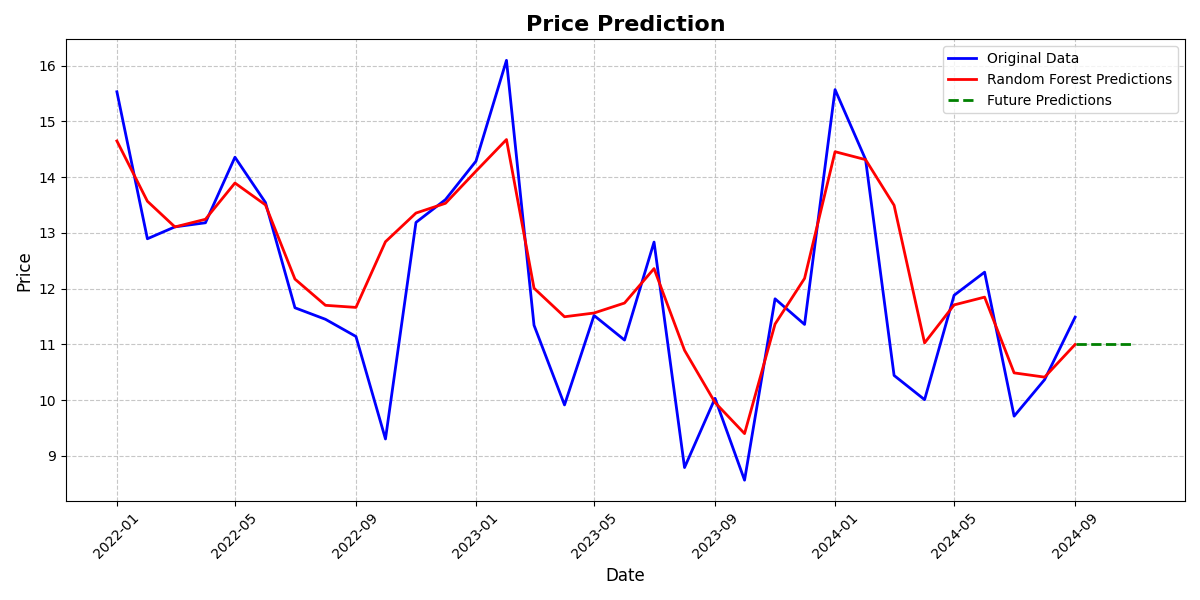 Price Prediction
Original Data
Random Forest Predictions
Future Predictions
Price
16
15
14
13
12
11
10
9
2022-01
2022-05
2022-09
2023-01
2023-05
2023-09
2024-01
2024-05
2024-09
Date